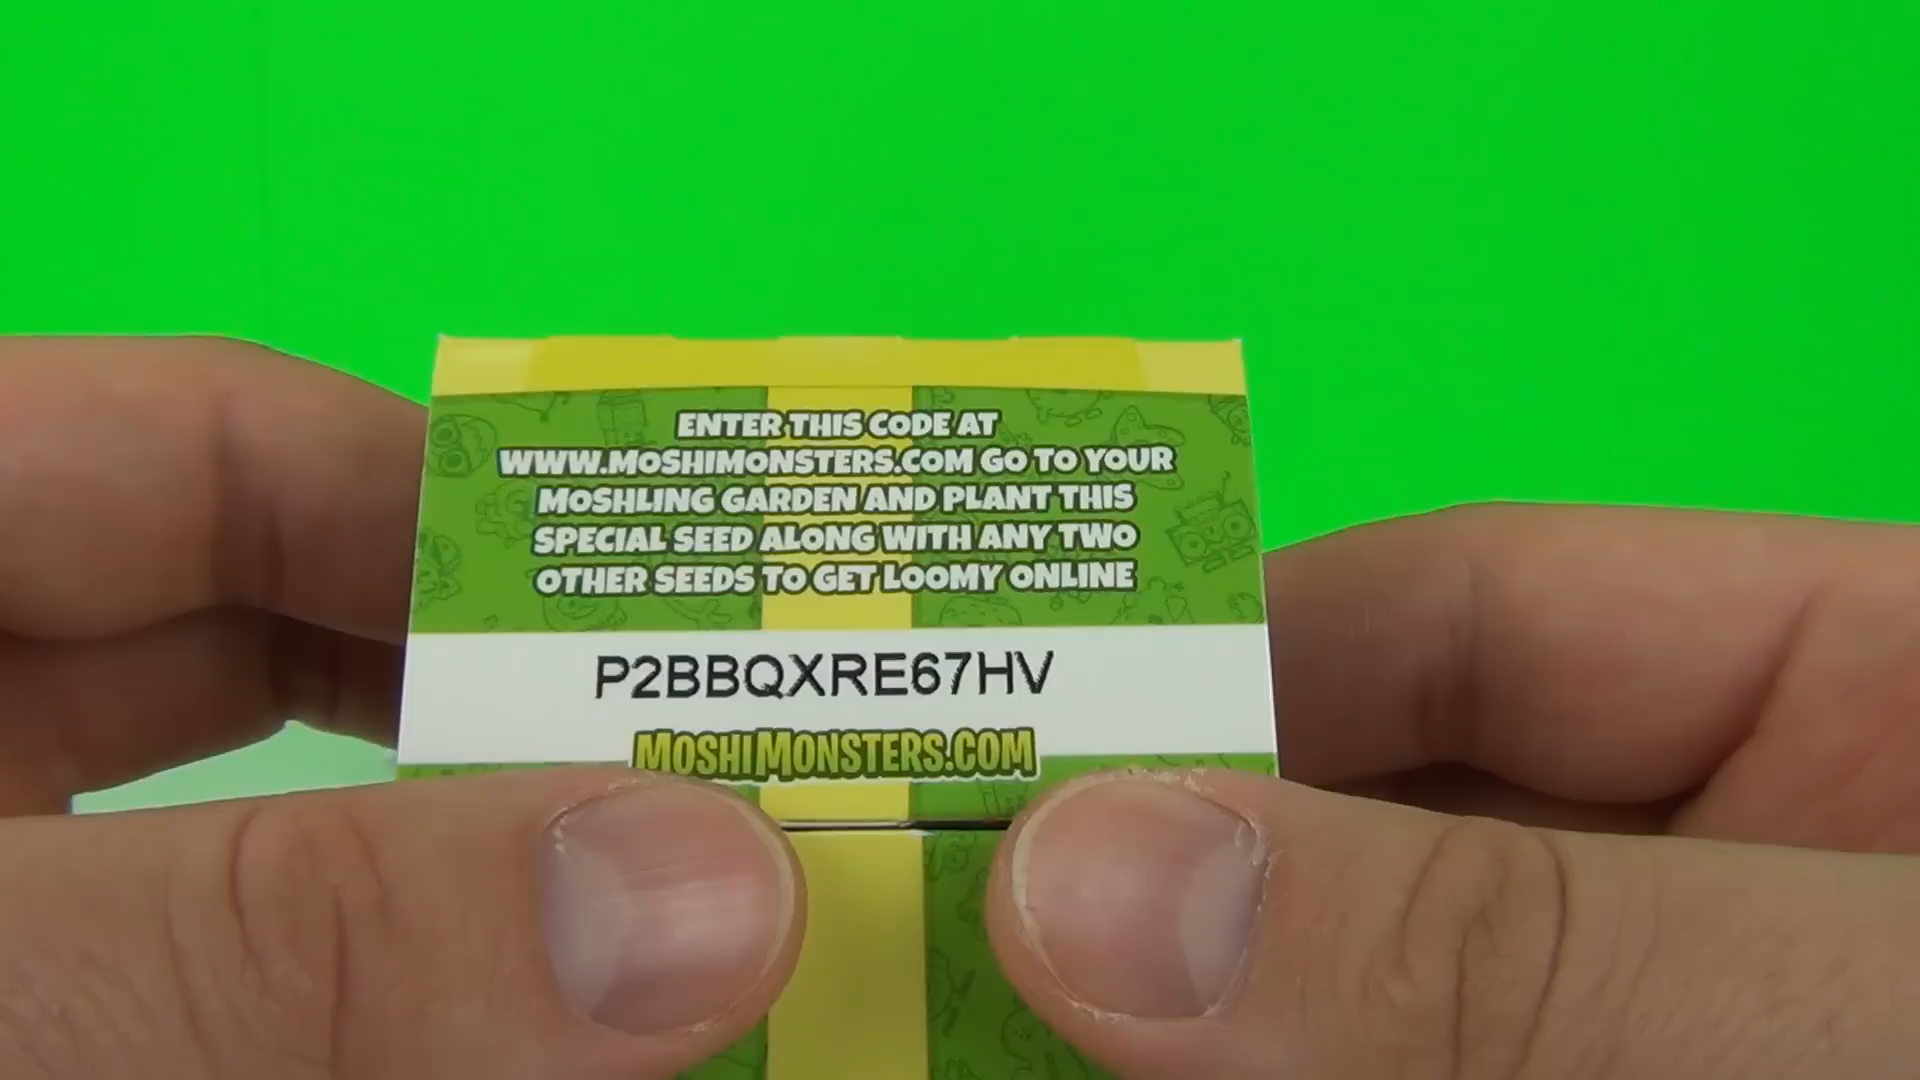 ENTER THIS CODE AT
WWW.MOSHIMONSTERS.COM GO TO YOUR
MOSHLING GARDEN AND PLANT THIS
SPECIAL SEED ALONG WITH ANY TWO
OTHER SEEDS TO GET LOOMY ONLINE
P2BBQXRE67HV
MOSHIMONSTERS.COM